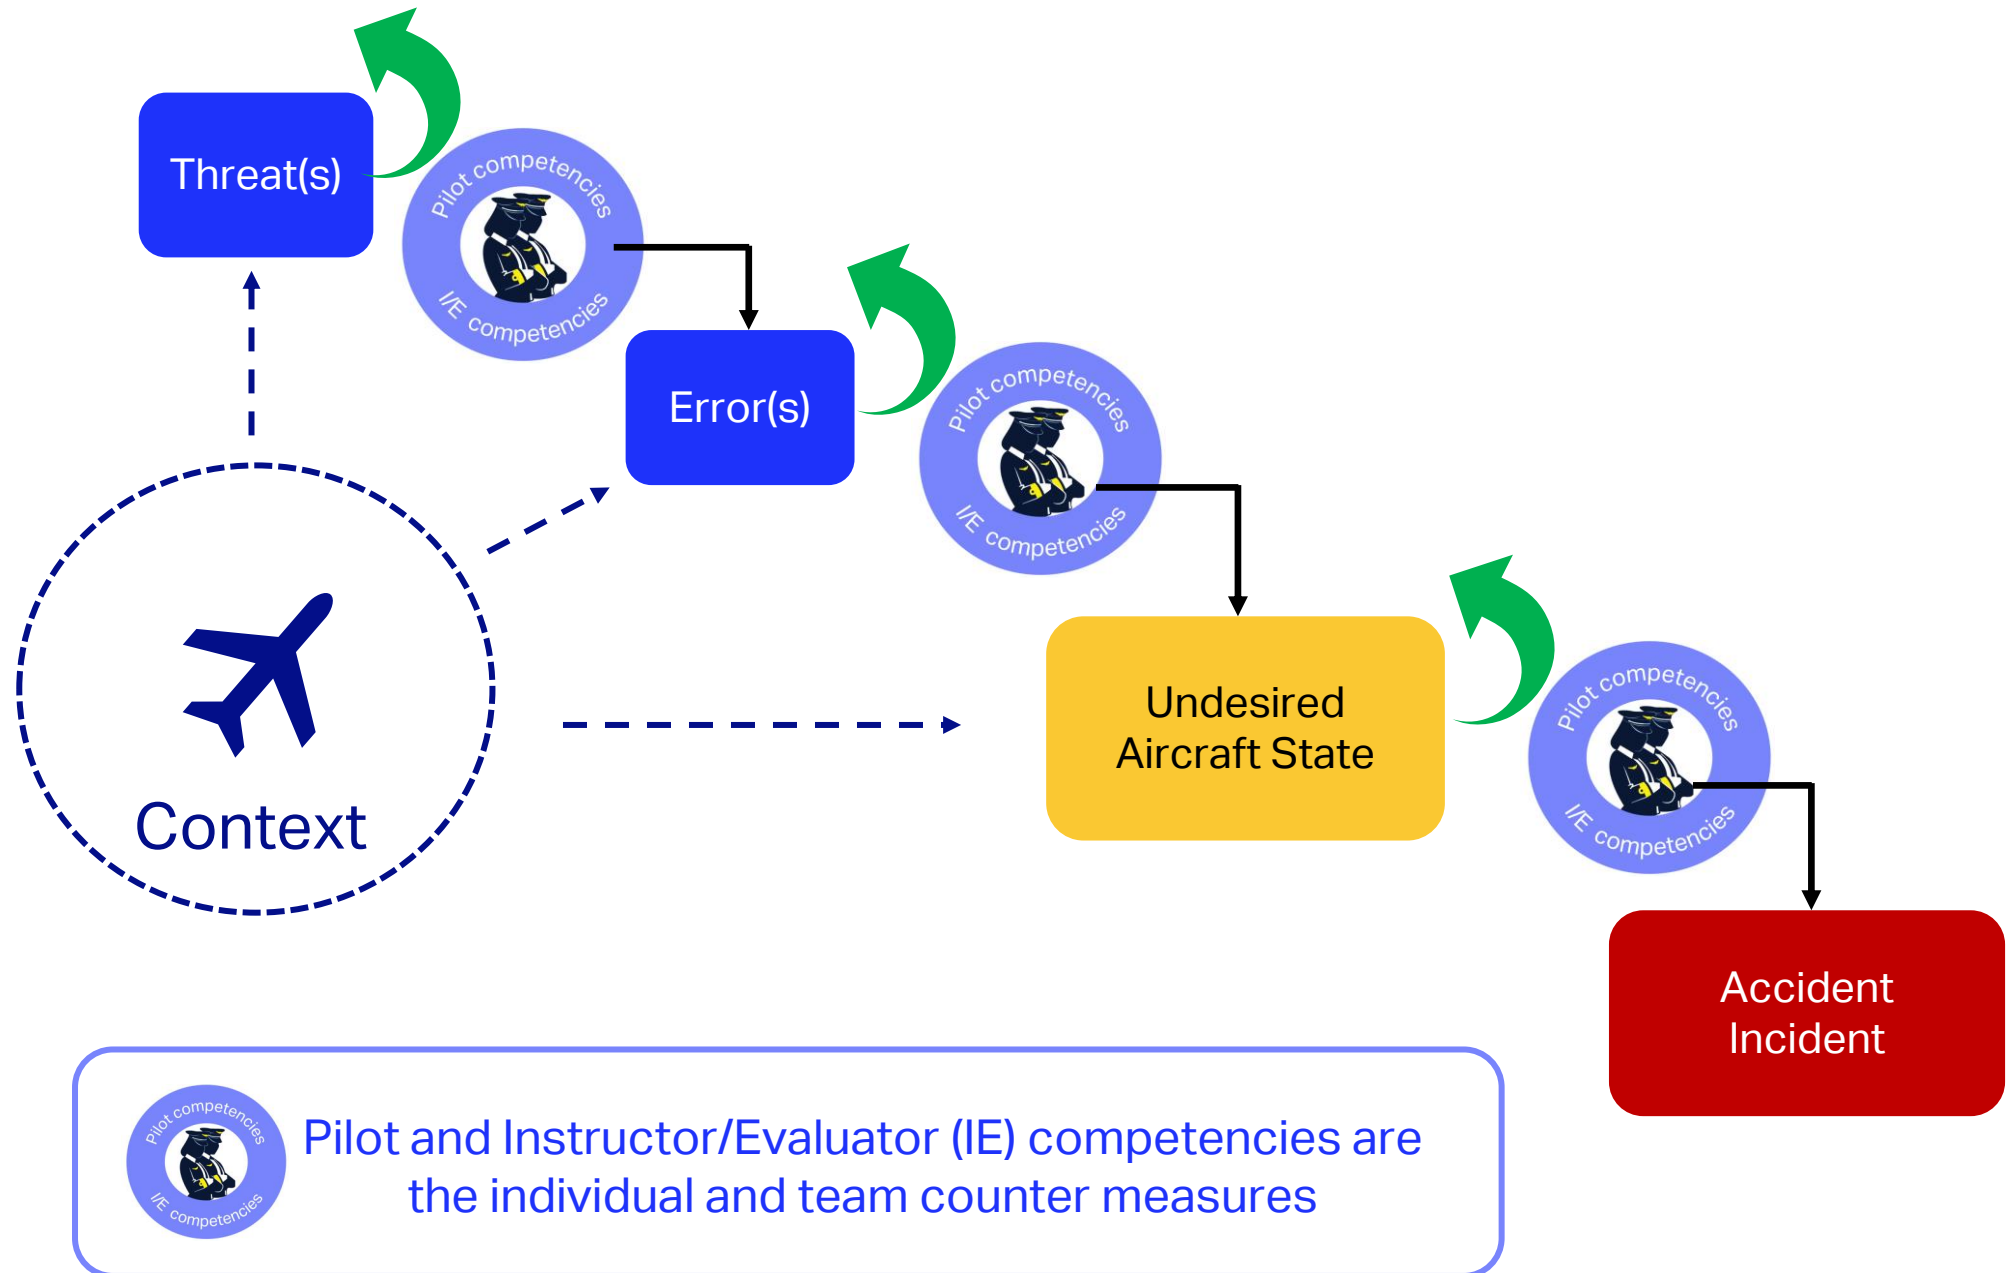 Threat(s)
Pilot competencies
I/E competencies
Error(s)
Pilot competencies
I/E competencies
Undesired
Aircraft State
Pilot competencies
I/E competencies
Context
Accident
Incident
Pilot competencies
I/E competencies
Pilot and Instructor/Evaluator (IE) competencies are
the individual and team counter measures